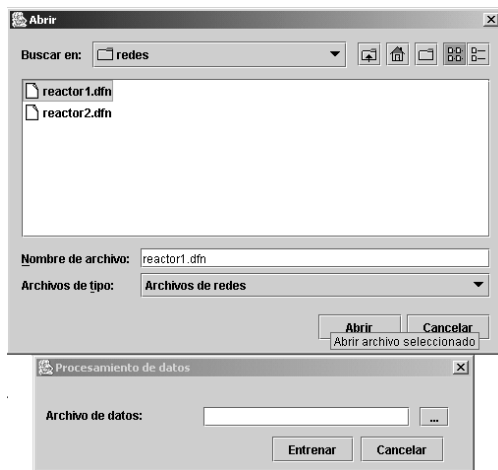 Abrir
Buscar en: redes
reactor1.dfn
reactor2.dfn
Nombre de archivo: reactor1.dfn
Archivos de tipo: Archivos de redes
Abrir Cancelar
Abrir archivo seleccionado
Procesamiento de datos
Archivo de datos: ...
Entrenar Cancelar